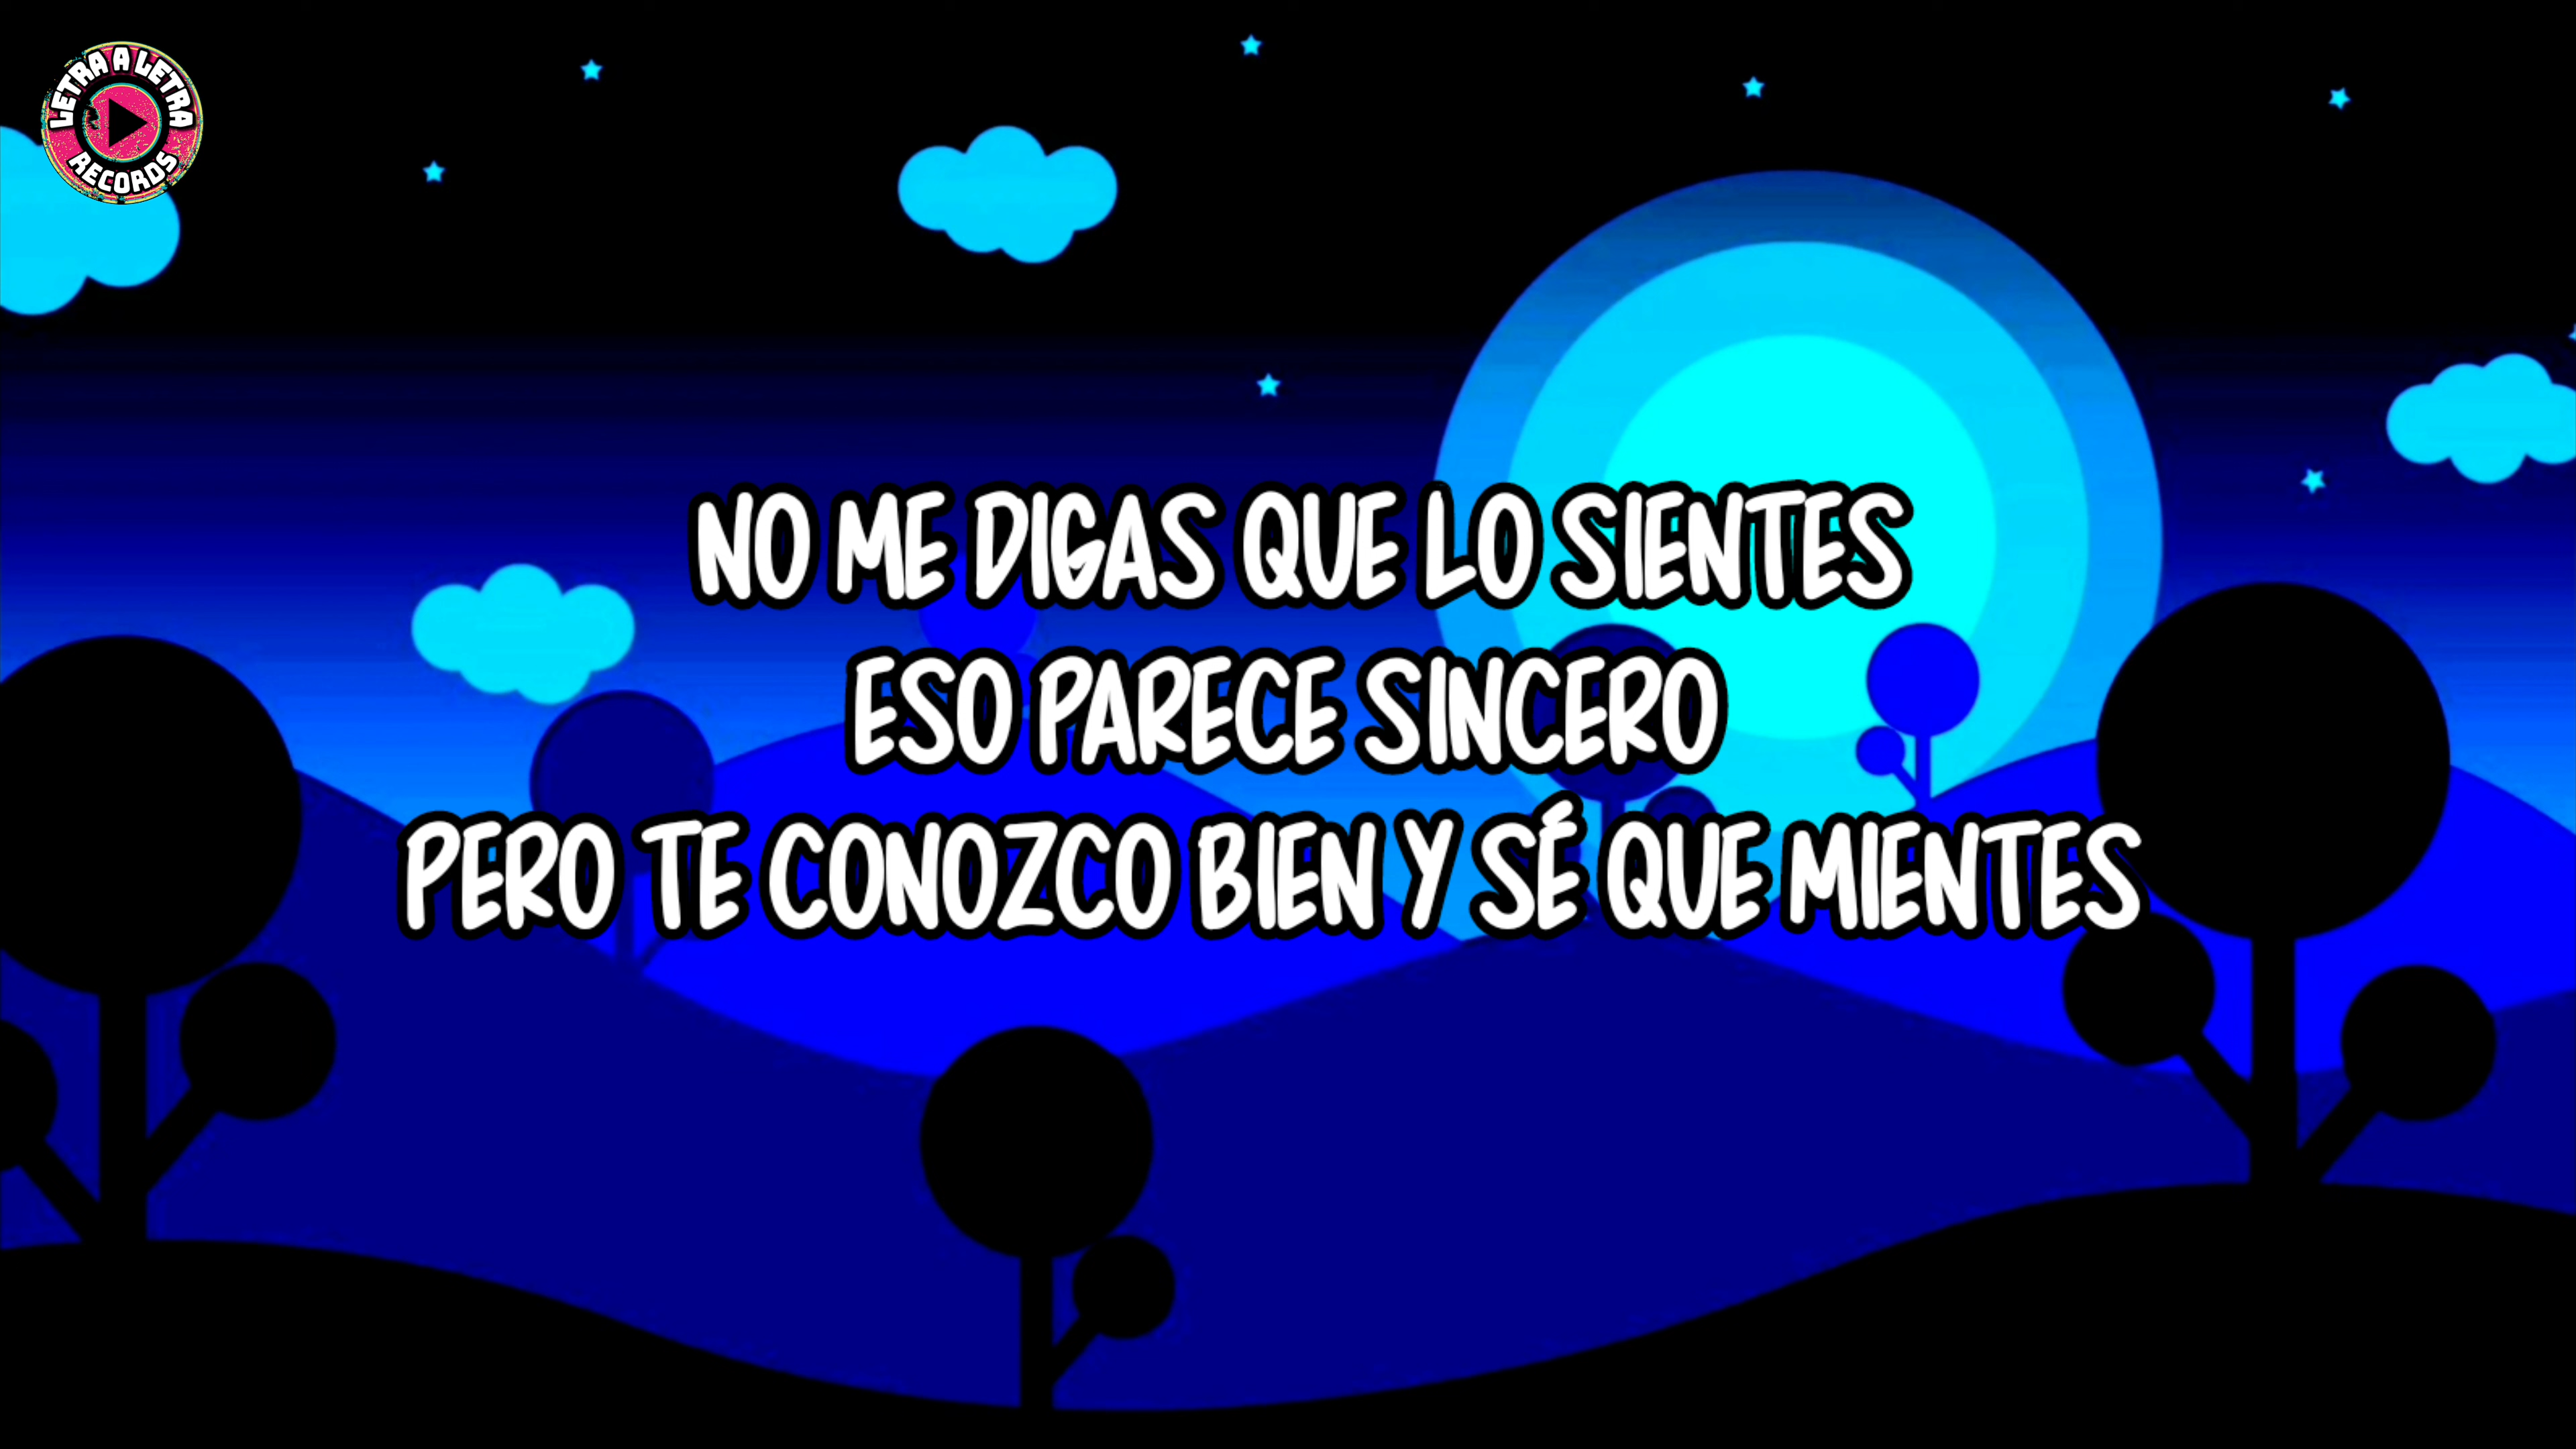 LETRA A LETRA
RECORDS
NO ME DIGAS QUE LO SIENTES
ESO PARECE SINCERO
PERO TE CONOZCO BIEN Y SÉ QUE MIENTES